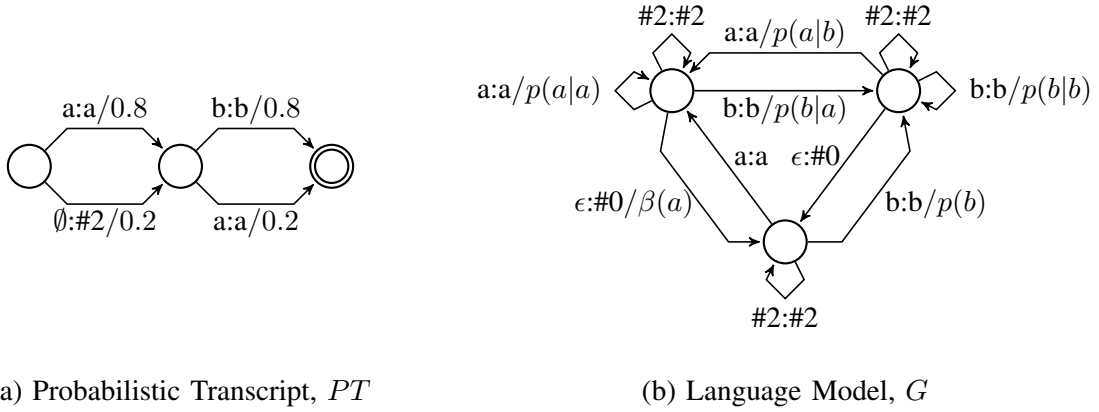 #2:#2
#2:#2
a:a/p(a|b)
a:a/p(a|a)
b:b/p(b|b)
a:a/0.8
b:b/0.8
b:b/p(b|a)
a:a
ϵ:#0
∅:#2/0.2
a:a/0.2
ϵ:#0/β(a)
b:b/p(b)
#2:#2
a) Probabilistic Transcript, PT
(b) Language Model, G